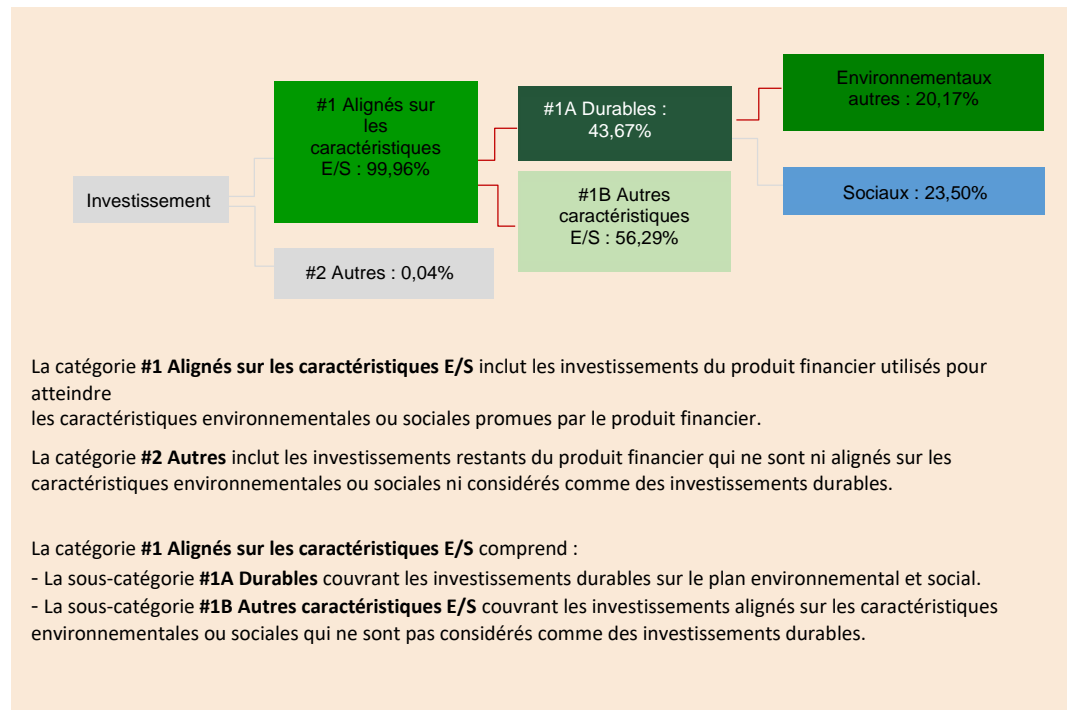 Investissement
#1 Alignés sur
les
caractéristiques
E/S : 99,96%
#2 Autres : 0,04%
#1A Durables :
43,67%
#1B Autres
caractéristiques
E/S : 56,29%
Environnementaux
autres : 20,17%
Sociaux : 23,50%
La catégorie #1 Alignés sur les caractéristiques E/S inclut les investissements du produit financier utilisés pour
atteindre
les caractéristiques environnementales ou sociales promues par le produit financier.
La catégorie #2 Autres inclut les investissements restants du produit financier qui ne sont ni alignés sur les
caractéristiques environnementales ou sociales ni considérés comme des investissements durables.
La catégorie #1 Alignés sur les caractéristiques E/S comprend :
- La sous-catégorie #1A Durables couvrant les investissements durables sur le plan environnemental et social.
- La sous-catégorie #1B Autres caractéristiques E/S couvrant les investissements alignés sur les caractéristiques
environnementales ou sociales qui ne sont pas considérés comme des investissements durables.